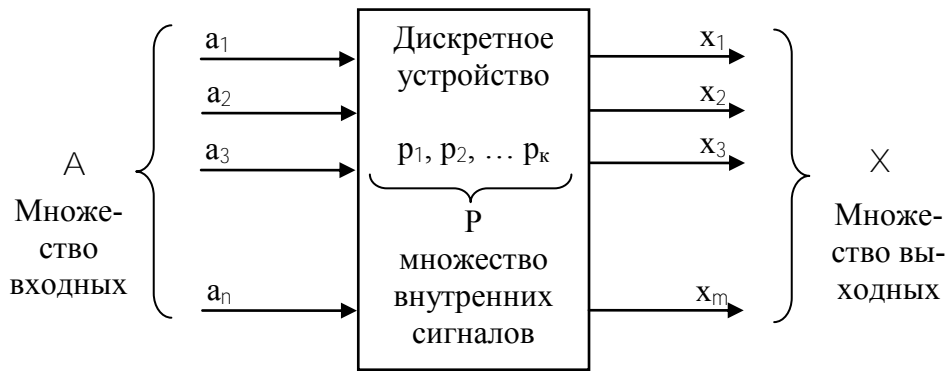 a₁
a₂
a₃
aₙ
A
Множе-
ство
входных
Дискретное
устройство
p₁, p₂, … pₖ
P
множество
внутренних
сигналов
x₁
x₂
x₃
xₘ
X
Множе-
ство вы-
ходных